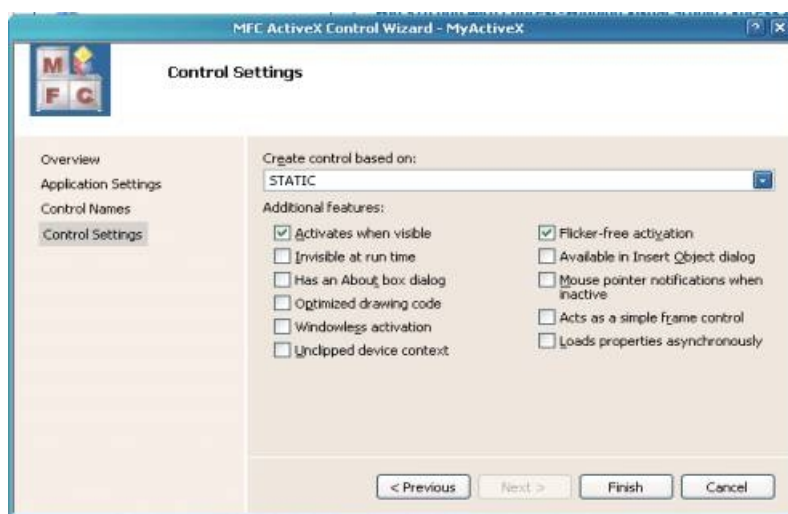 MFC ActiveX Control Wizard - MyActiveX
M F C
Control Settings
Overview
Application Settings
Control Names
Control Settings
Create control based on:
STATIC
Additional features:
Activates when visible
Invisible at run time
Has an About box dialog
Optimized drawing code
Windowless activation
Unclipped device context
Flicker-free activation
Available in Insert Object dialog
Mouse pointer notifications when
inactive
Acts as a simple frame control
Loads properties asynchronously
< Previous
Next >
Finish
Cancel